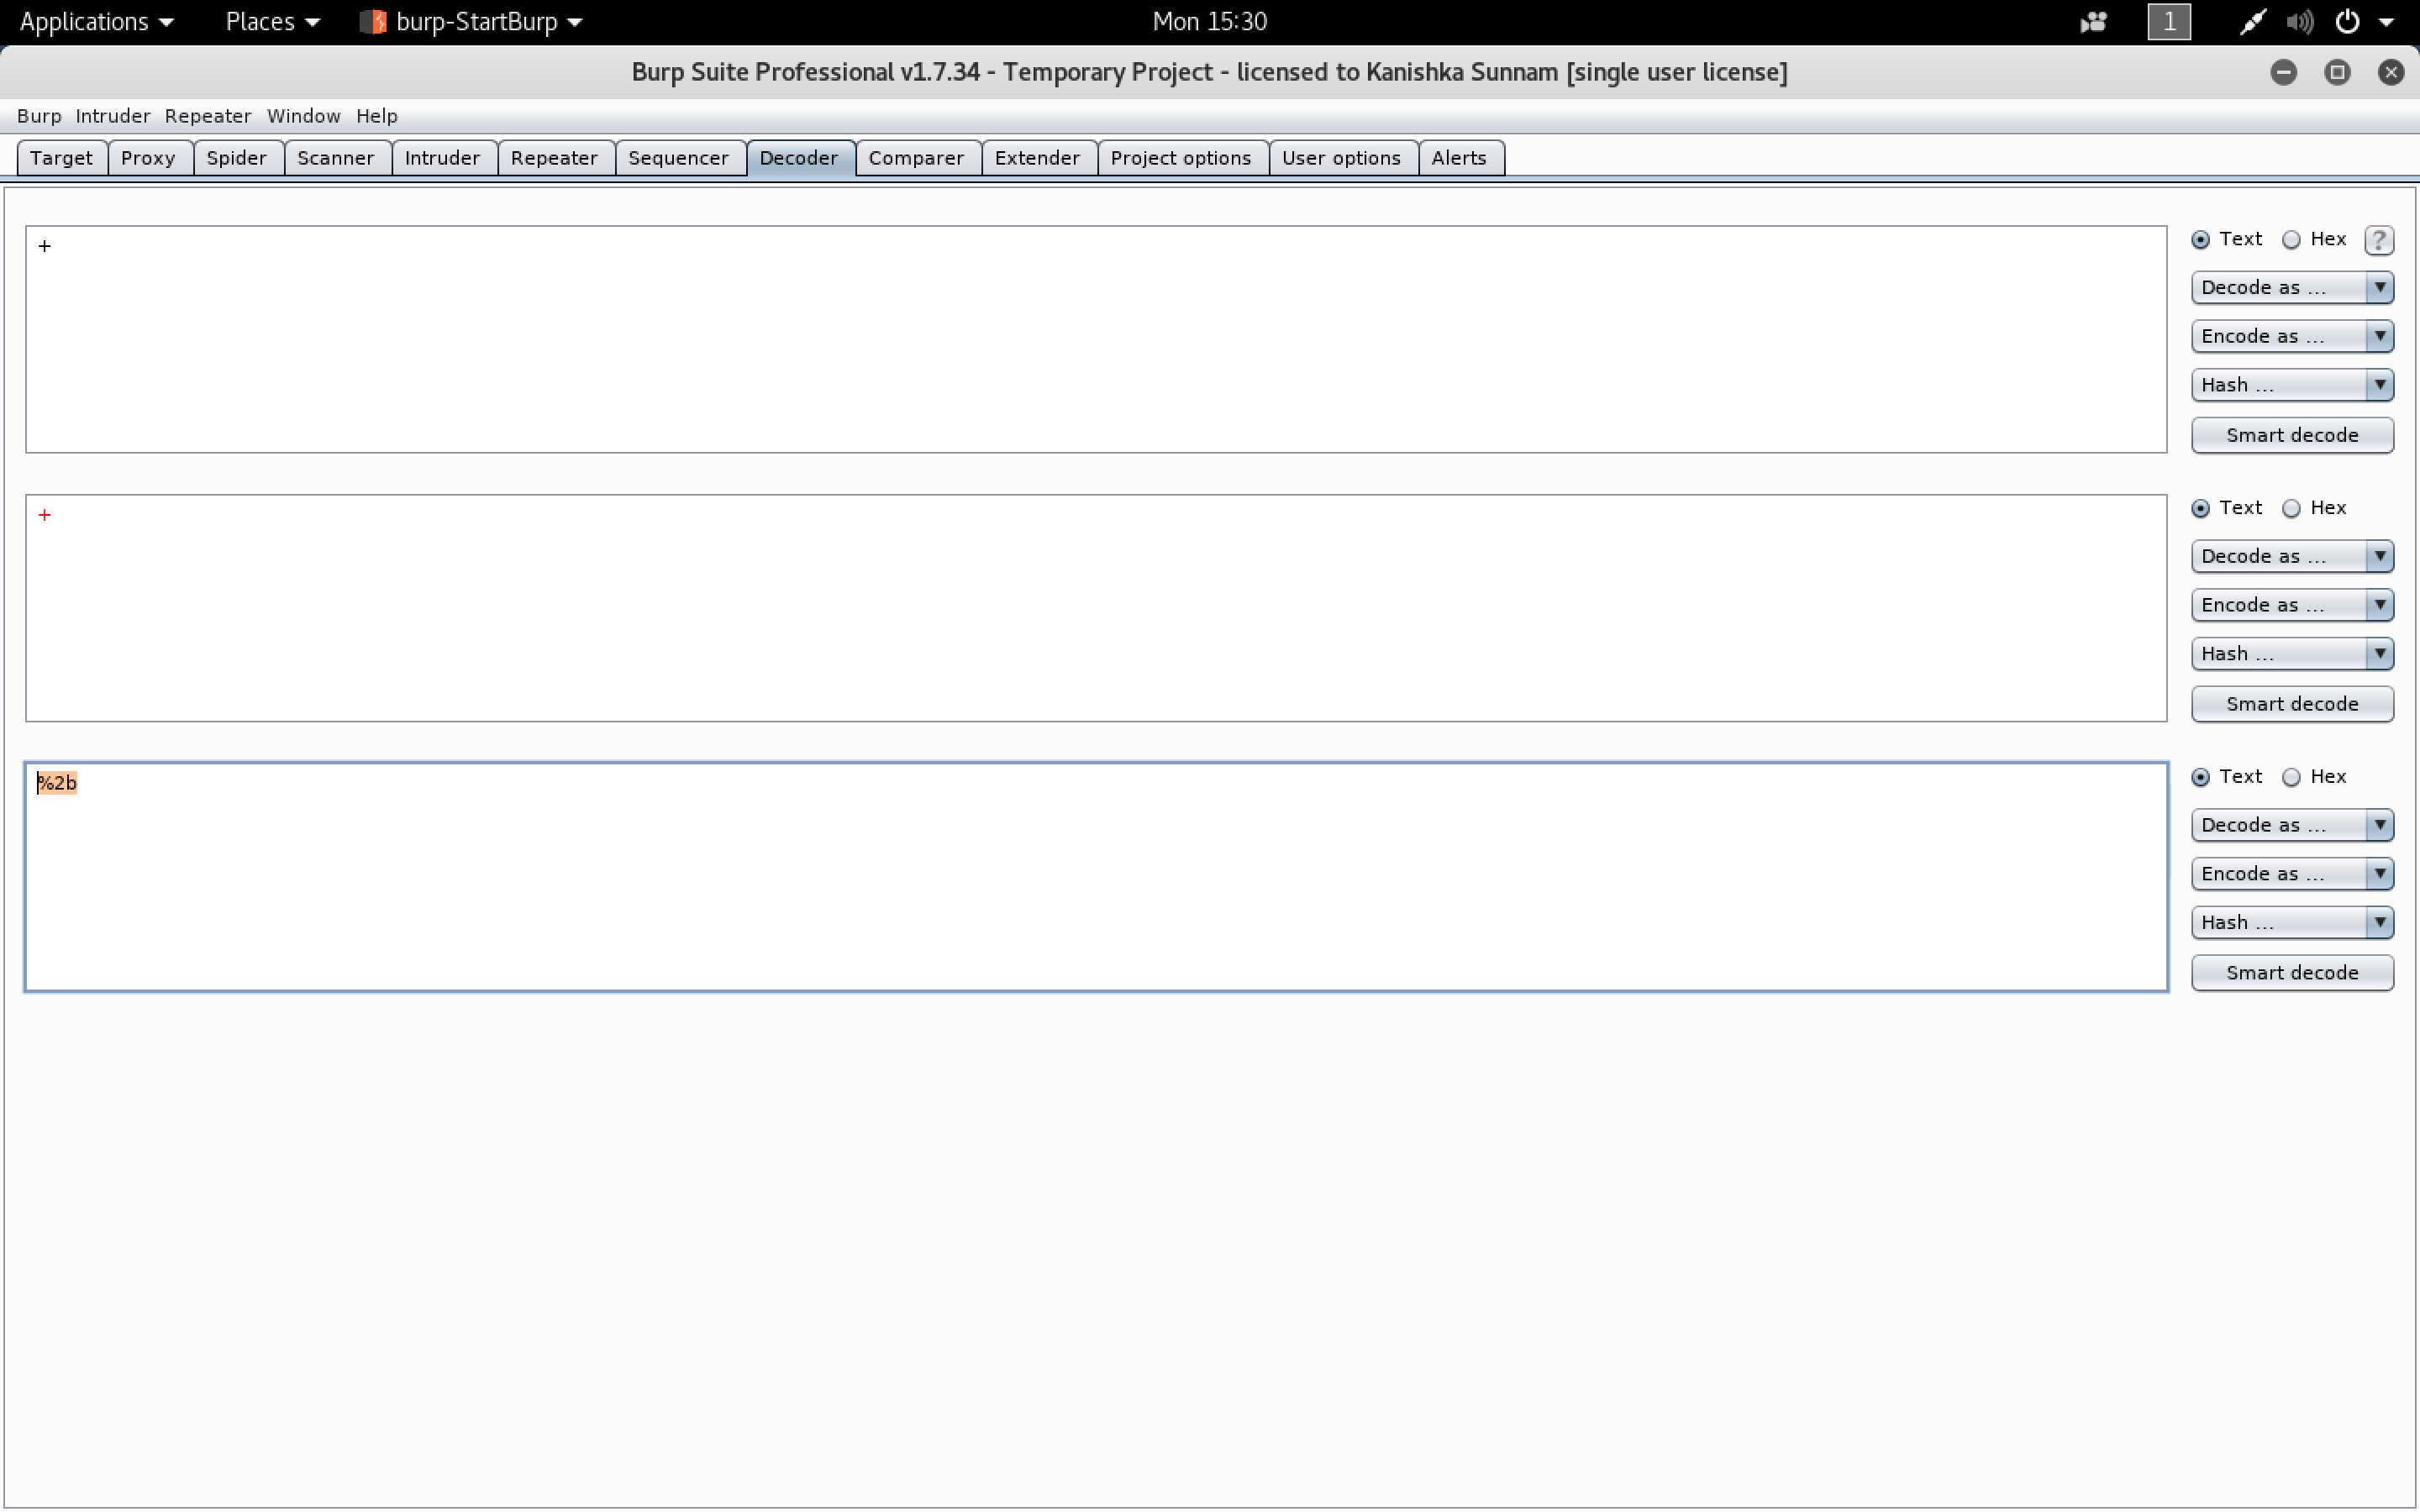 Applications Places burp-StartBurp Mon 15:30 1
Burp Suite Professional v1.7.34 - Temporary Project - licensed to Kanishka Sunnam [single user license]
Burp Intruder Repeater Window Help
Target Proxy Spider Scanner Intruder Repeater Sequencer Decoder Comparer Extender Project options User options Alerts
+
Text Hex ?
Decode as ...
Encode as ...
Hash ...
Smart decode
+
Text Hex
Decode as ...
Encode as ...
Hash ...
Smart decode
%2b
Text Hex
Decode as ...
Encode as ...
Hash ...
Smart decode